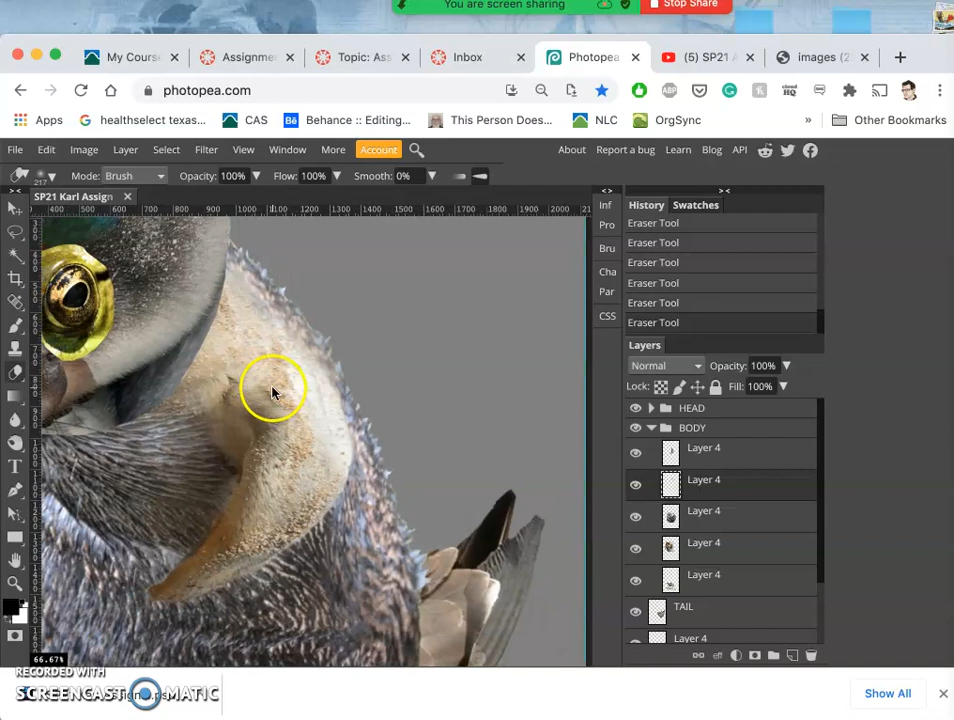 You are screen sharing
Stop Share
My Cours
Assignme
Topic: Ass
Inbox
Photopea
(5) SP21 A
images (2
photopea.com
Apps
healthselect texas...
CAS
Behance :: Editing...
This Person Does...
NLC
OrgSync
»
Other Bookmarks
File Edit Image Layer Select Filter View Window More Account
About Report a bug Learn Blog API
217 Mode: Brush Opacity: 100% Flow: 100% Smooth: 0%
SP21 Karl Assign
700 800 900 1000 1100 1200 1300 1400 1500 1600 1700 1800 1900 2000
Inf
Pro
Bru
Cha
Par
CSS
History Swatches
Eraser Tool
Eraser Tool
Eraser Tool
Eraser Tool
Eraser Tool
Eraser Tool
Layers
Normal Opacity: 100%
Lock: Fill: 100%
HEAD
BODY
Layer 4
Layer 4
Layer 4
Layer 4
Layer 4
TAIL
Layer 4
eff
66.67%
RECORDED WITH
SCREENCAST MATIC
Show All